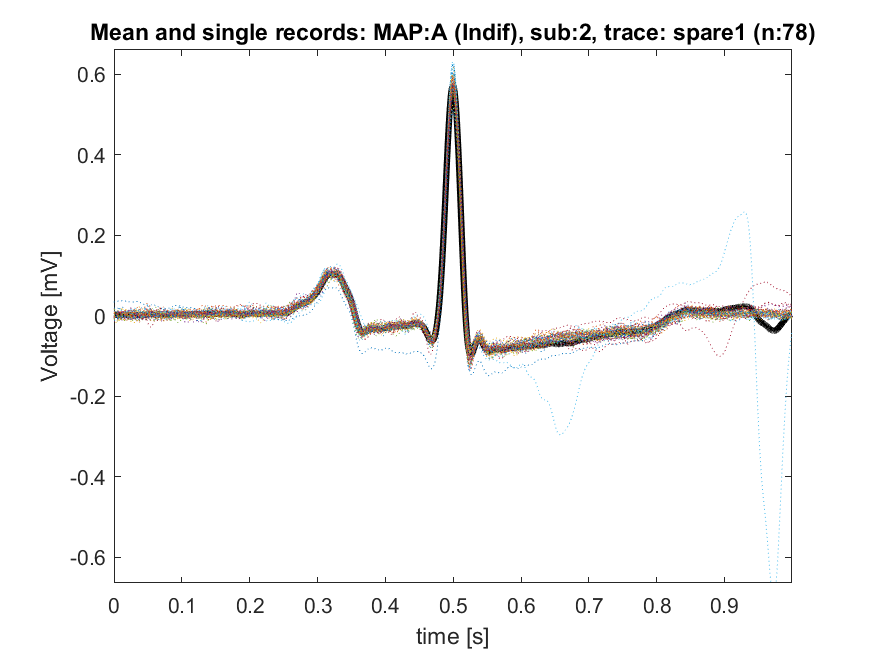 Mean and single records: MAP:A (Indif), sub:2, trace: spare1 (n:78)
0.6
0.4
0.2
0
-0.2
-0.4
-0.6
Voltage [mV]
0 0.1 0.2 0.3 0.4 0.5 0.6 0.7 0.8 0.9
time [s]